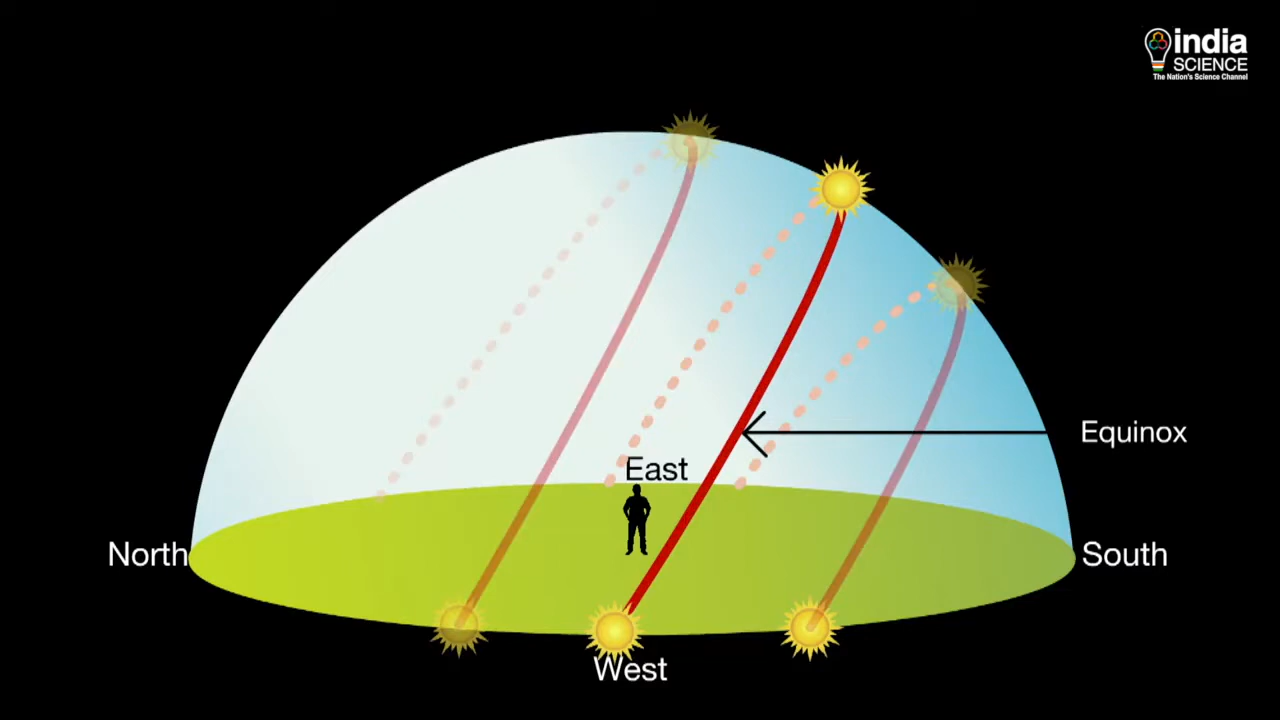 india
SCIENCE
The Nation's Science Channel
Equinox
East
North
South
West